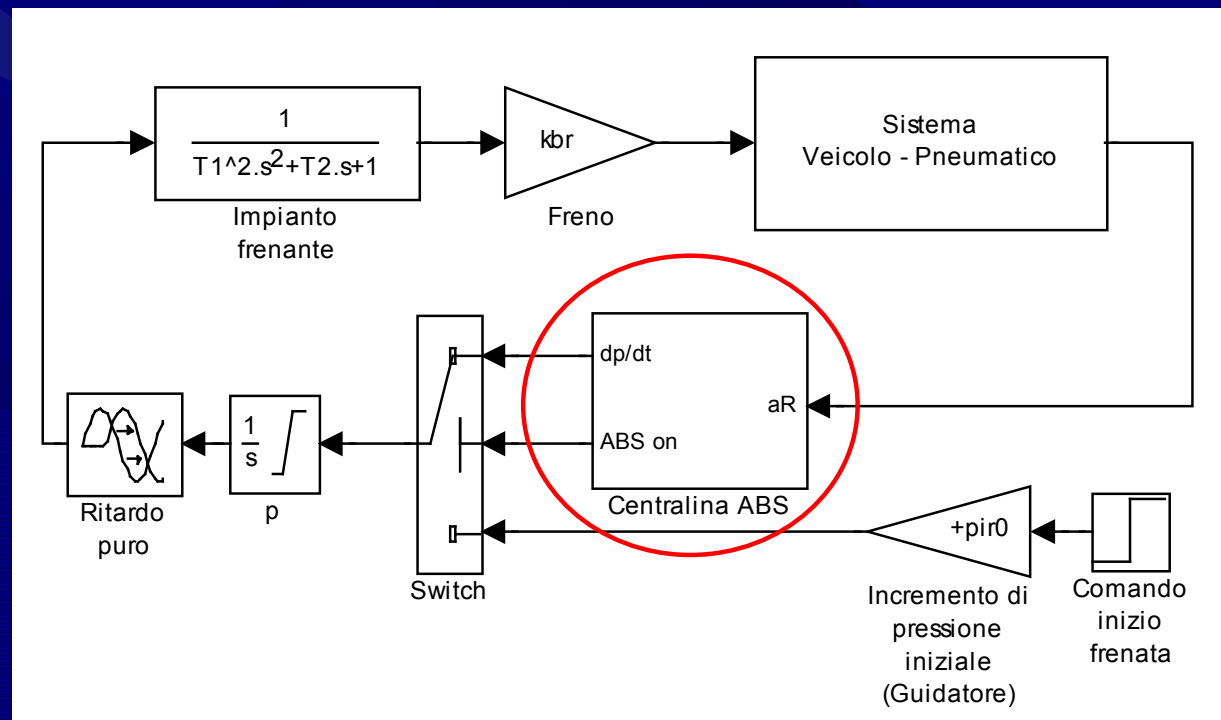 1
T1^2.s2+T2.s+1
Impianto
frenante
kbr
Freno
Sistema
Veicolo - Pneumatico
dp/dt
aR
ABS on
Centralina ABS
Ritardo
puro
1
s
p
Switch
+pir0
Incremento di
pressione
iniziale
(Guidatore)
Comando
inizio
frenata